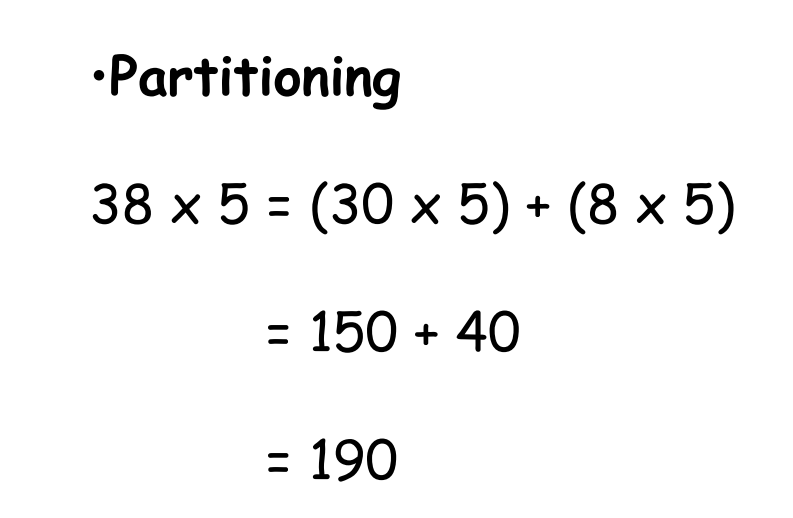 •Partitioning
38 x 5 = (30 x 5) + (8 x 5)
= 150 + 40
= 190